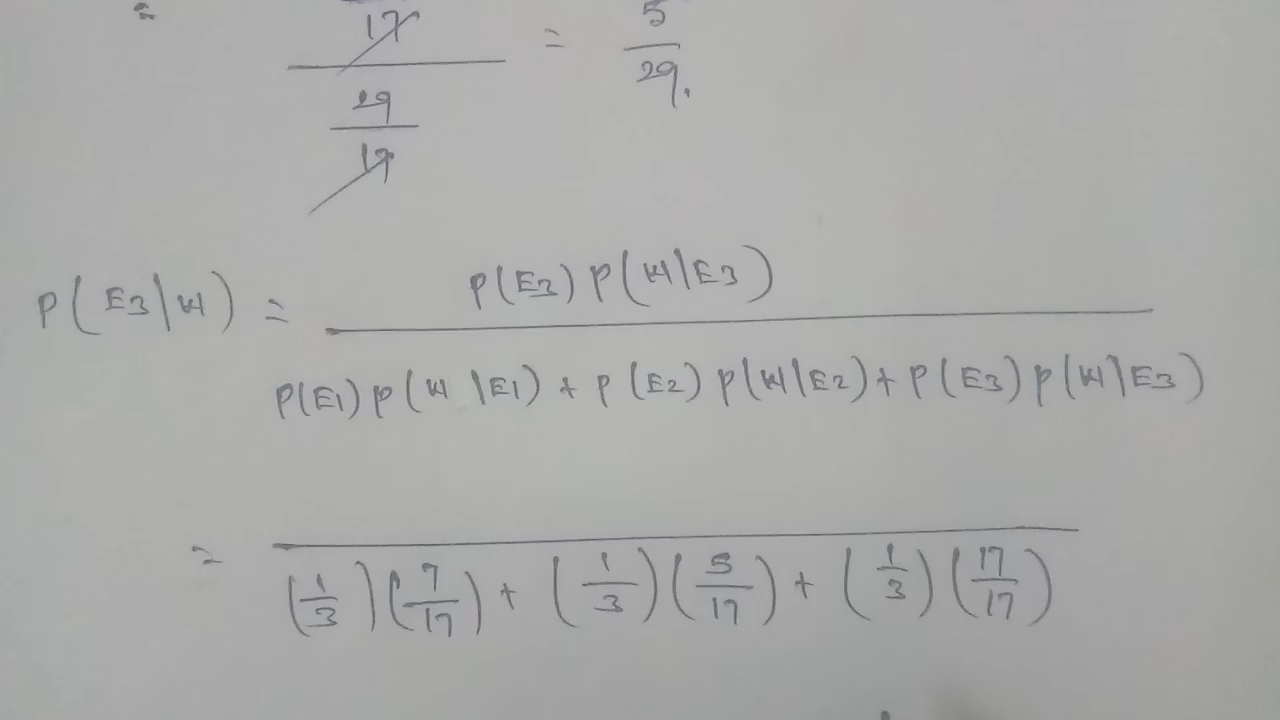 = 17/(29/17) = 5/29.
P(E3|W) = P(E3) P(W|E3) / (P(E1) P(W|E1) + P(E2) P(W|E2) + P(E3) P(W|E3))
= / ((1/3)(7/17) + (1/3)(5/17) + (1/3)(17/17))